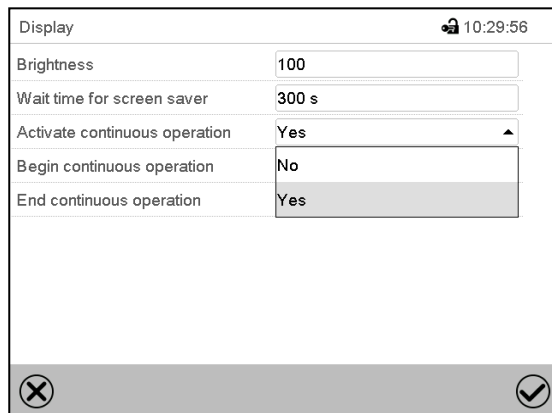 Display 10:29:56
Brightness 100
Wait time for screen saver 300 s
Activate continuous operation Yes
Begin continuous operation No
End continuous operation Yes